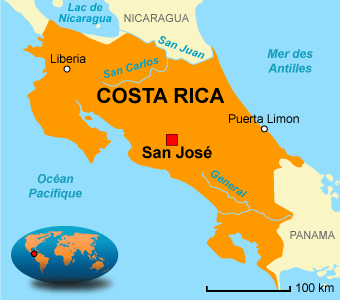 Lac de
Nicaragua
NICARAGUA
San Juan
Mer des
Antilles
Liberia
San Carlos
COSTA RICA
Puerta Limon
San José
Océan
Pacifique
General
PANAMA
100 km